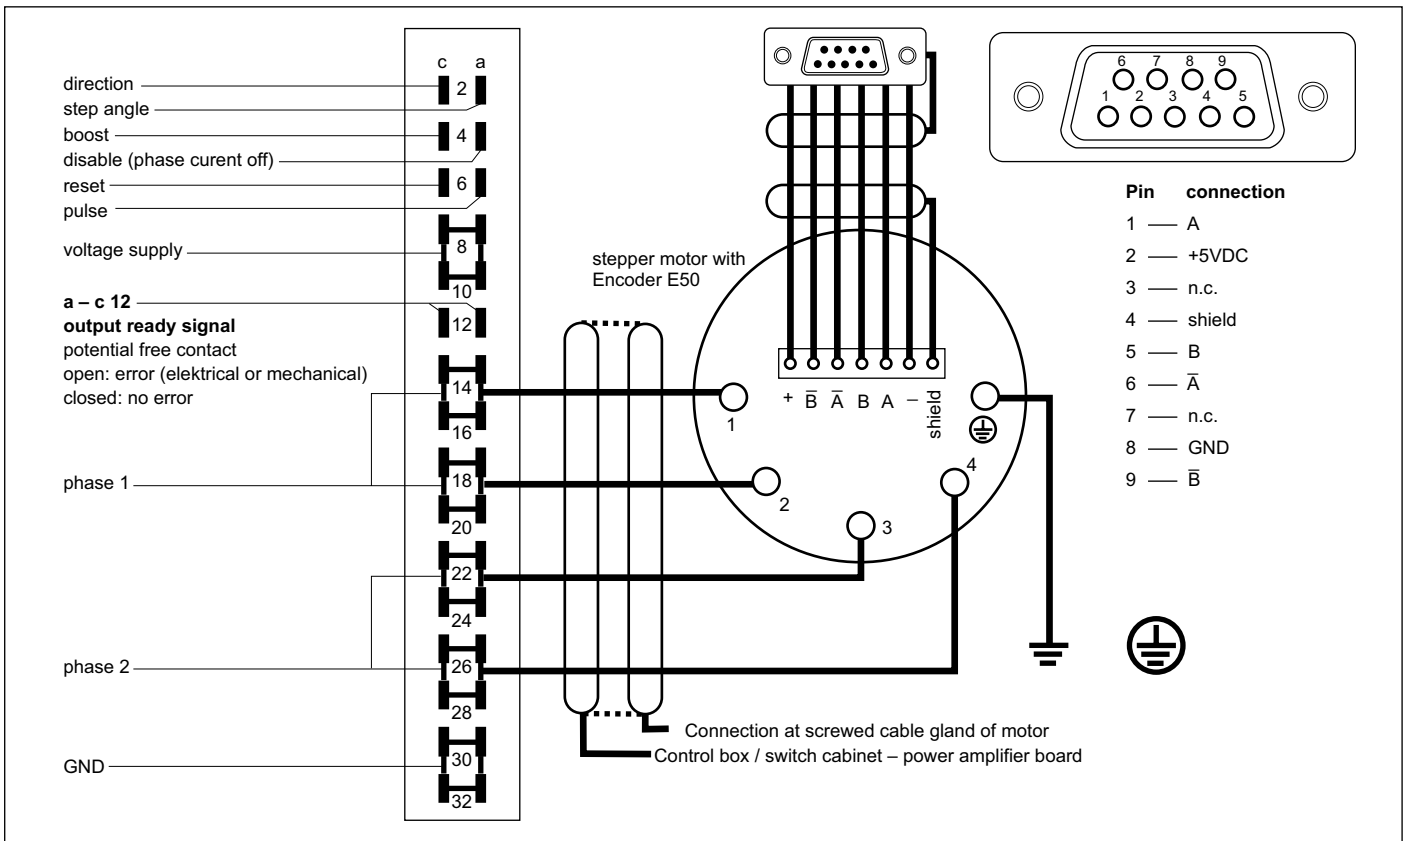 direction
step angle
boost
disable (phase curent off)
reset
pulse
voltage supply
a – c 12
output ready signal
potential free contact
open: error (elektrical or mechanical)
closed: no error
phase 1
phase 2
GND
c a
2
4
6
8
10
12
14
16
18
20
22
24
26
28
30
32
stepper motor with
Encoder E50
+ B̅ A̅ B A –
shield
1
2
3
4
Connection at screwed cable gland of motor
Control box / switch cabinet – power amplifier board
6 7 8 9
1 2 3 4 5
Pin connection
1 — A
2 — +5VDC
3 — n.c.
4 — shield
5 — B
6 — A̅
7 — n.c.
8 — GND
9 — B̅